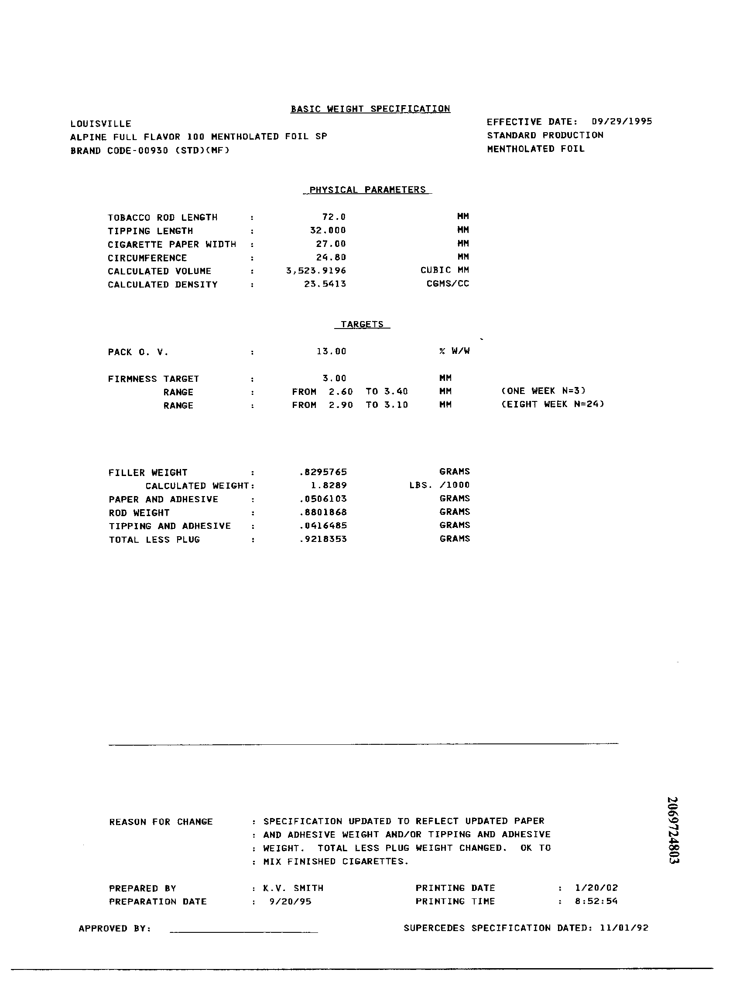 BASIC WEIGHT SPECIFICATION
LOUISVILLE EFFECTIVE DATE: 09/29/1995
ALPINE FULL FLAVOR 100 MENTHOLATED FOIL SP STANDARD PRODUCTION
BRAND CODE-00930 (STD)(MF) MENTHOLATED FOIL
PHYSICAL PARAMETERS
TOBACCO ROD LENGTH : 72.0 MM
TIPPING LENGTH : 32.000 MM
CIGARETTE PAPER WIDTH : 27.00 MM
CIRCUMFERENCE : 24.80 MM
CALCULATED VOLUME : 3,523.9196 CUBIC MM
CALCULATED DENSITY : 23.5413 CGMS/CC
TARGETS
PACK O. V. : 13.00 % W/W
FIRMNESS TARGET : 3.00 MM
RANGE : FROM 2.60 TO 3.40 MM (ONE WEEK N=3)
RANGE : FROM 2.90 TO 3.10 MM (EIGHT WEEK N=24)
FILLER WEIGHT : .8295765 GRAMS
CALCULATED WEIGHT: 1.8289 LBS. /1000
PAPER AND ADHESIVE : .0506103 GRAMS
ROD WEIGHT : .8801868 GRAMS
TIPPING AND ADHESIVE : .0416485 GRAMS
TOTAL LESS PLUG : .9218353 GRAMS
REASON FOR CHANGE : SPECIFICATION UPDATED TO REFLECT UPDATED PAPER
: AND ADHESIVE WEIGHT AND/OR TIPPING AND ADHESIVE
: WEIGHT. TOTAL LESS PLUG WEIGHT CHANGED. OK TO
: MIX FINISHED CIGARETTES.
PREPARED BY : K.V. SMITH PRINTING DATE : 1/20/02
PREPARATION DATE : 9/20/95 PRINTING TIME : 8:52:54
APPROVED BY: SUPERCEDES SPECIFICATION DATED: 11/01/92
2069724803